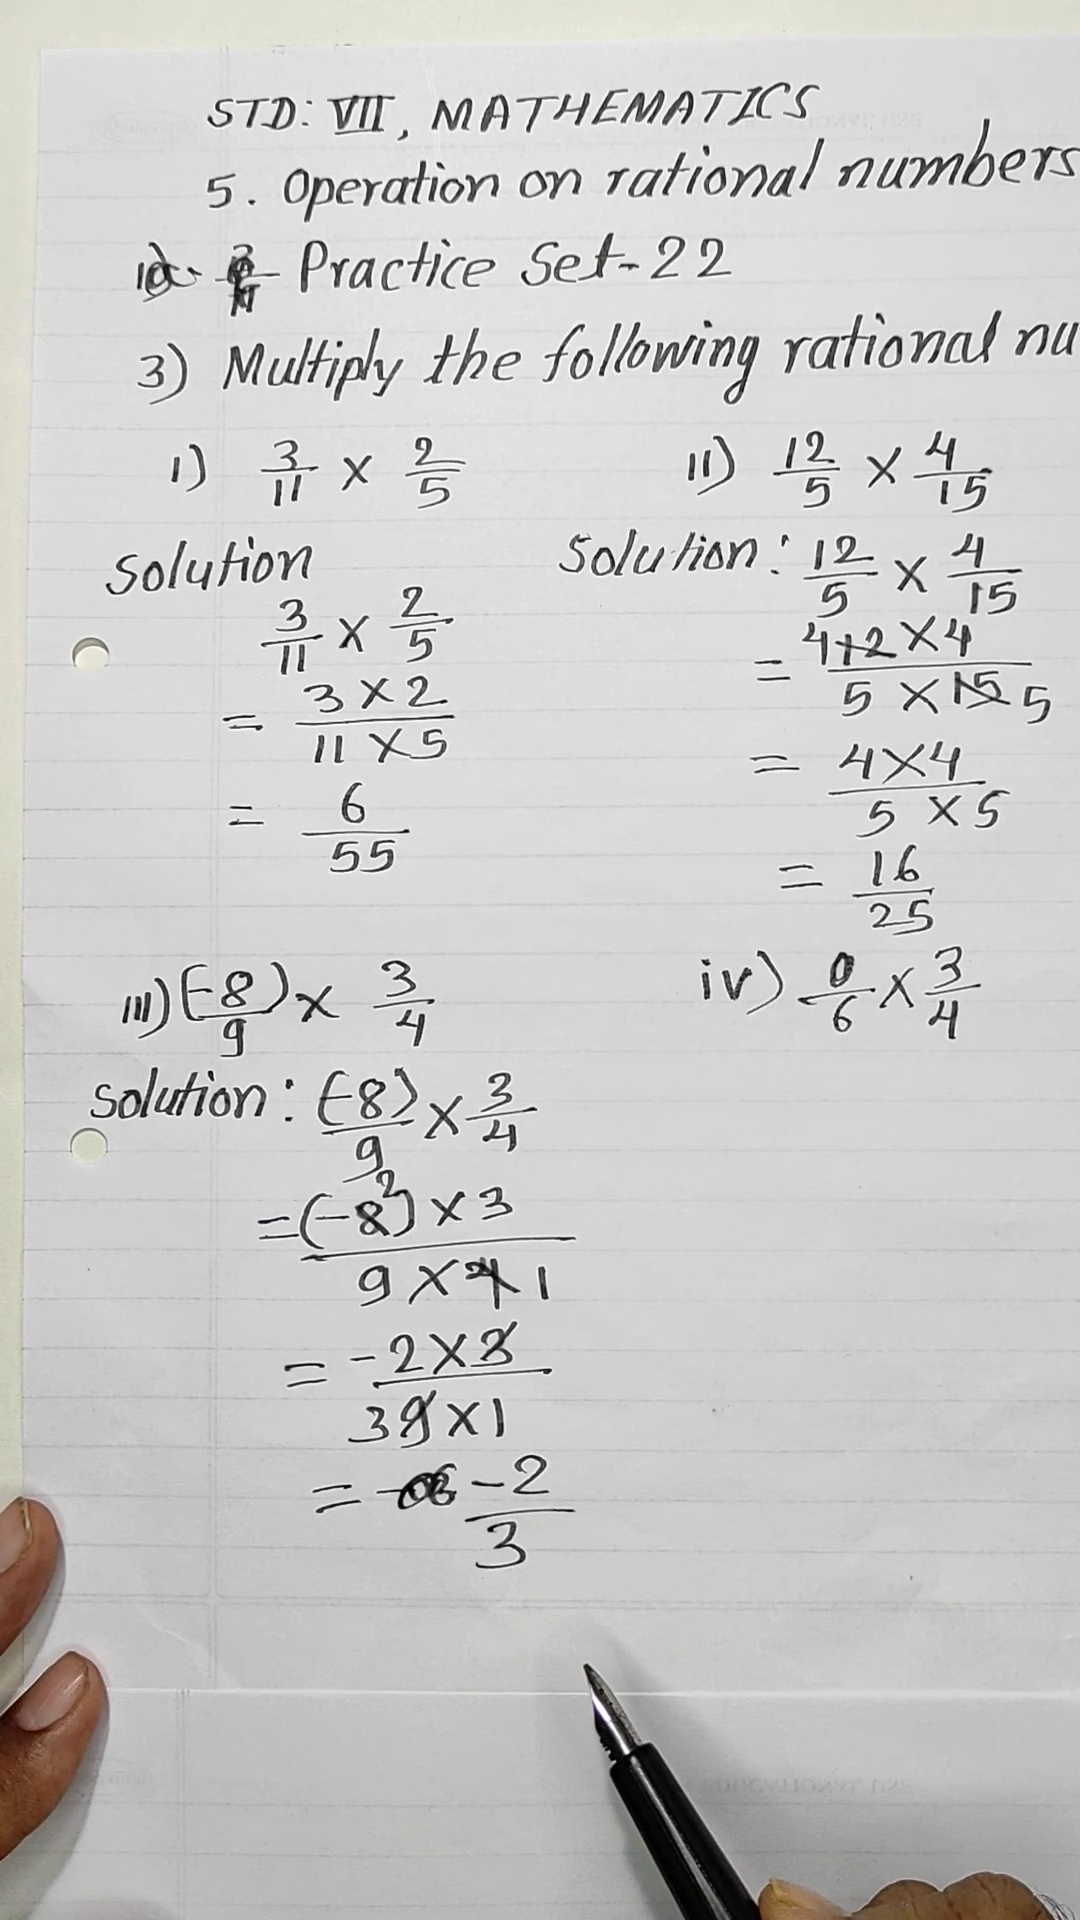 STD: VII, MATHEMATICS
5. Operation on rational numbers
Practice Set-22
3) Multiply the following rational nu
i) 3/11 × 2/5
ii) 12/5 × 4/15
Solution
3/11 × 2/5
= 3×2 / 11×5
= 6/55
Solution: 12/5 × 4/15
= 4 12×4 / 5×15 5
= 4×4 / 5×5
= 16/25
iii) (-8)/9 × 3/4
Solution: (-8)/9 × 3/4
= (-8 2)×3 / 9×4 1
= -2×3 / 3 9×1
= -2/3
iv) 0/6 × 3/4